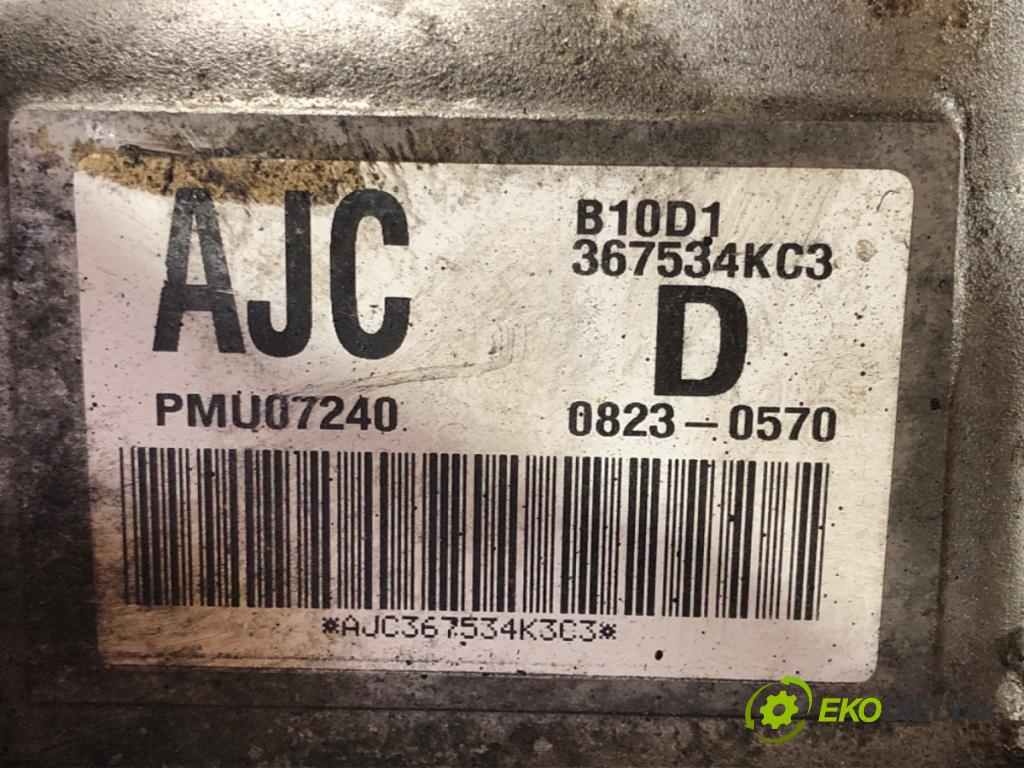 AJC
B10D1
367534KC3
D
PMU07240
0823-0570
*AJC367534K3C3*
EKO